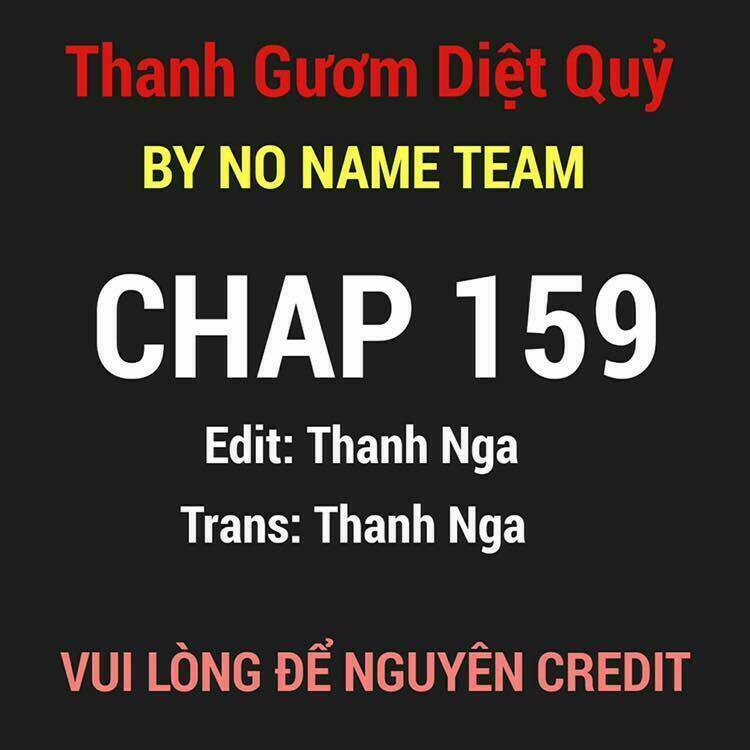 Thanh Gươm Diệt Quỷ
BY NO NAME TEAM
CHAP 159
Edit: Thanh Nga
Trans: Thanh Nga
VUI LÒNG ĐỂ NGUYÊN CREDIT